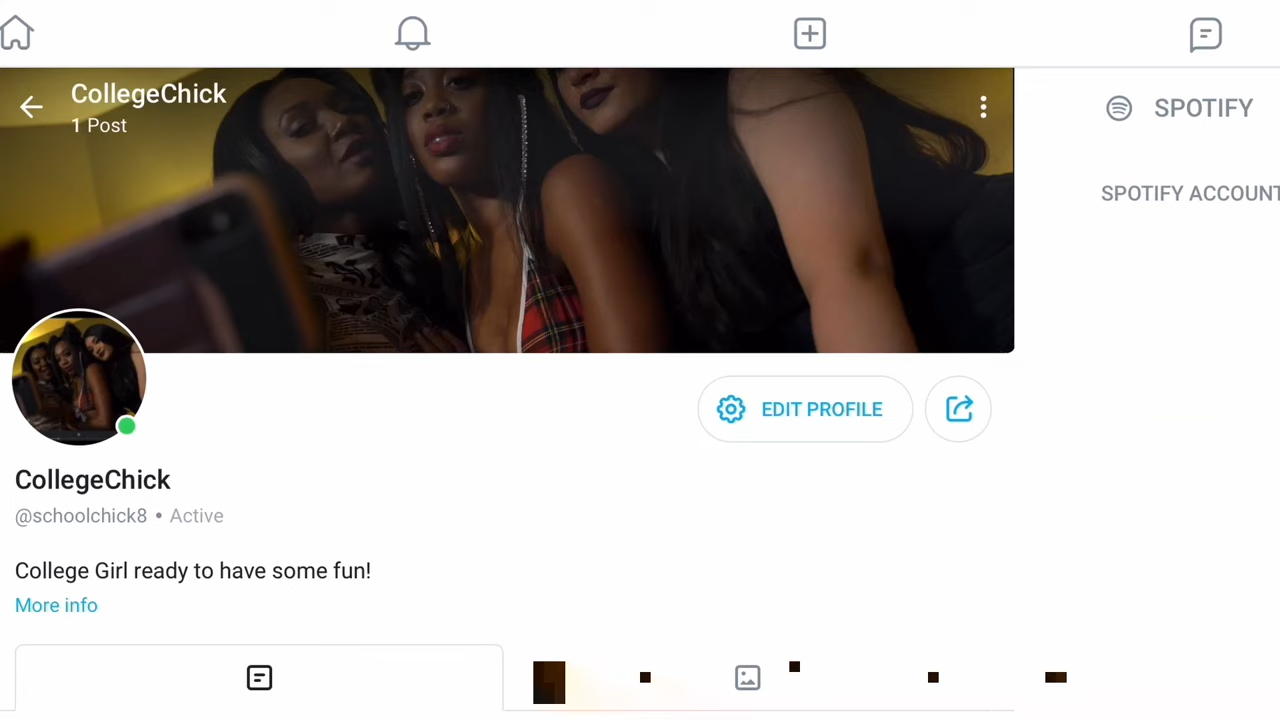 CollegeChick
1 Post
SPOTIFY
SPOTIFY ACCOUNT
EDIT PROFILE
CollegeChick
@schoolchick8 • Active
College Girl ready to have some fun!
More info